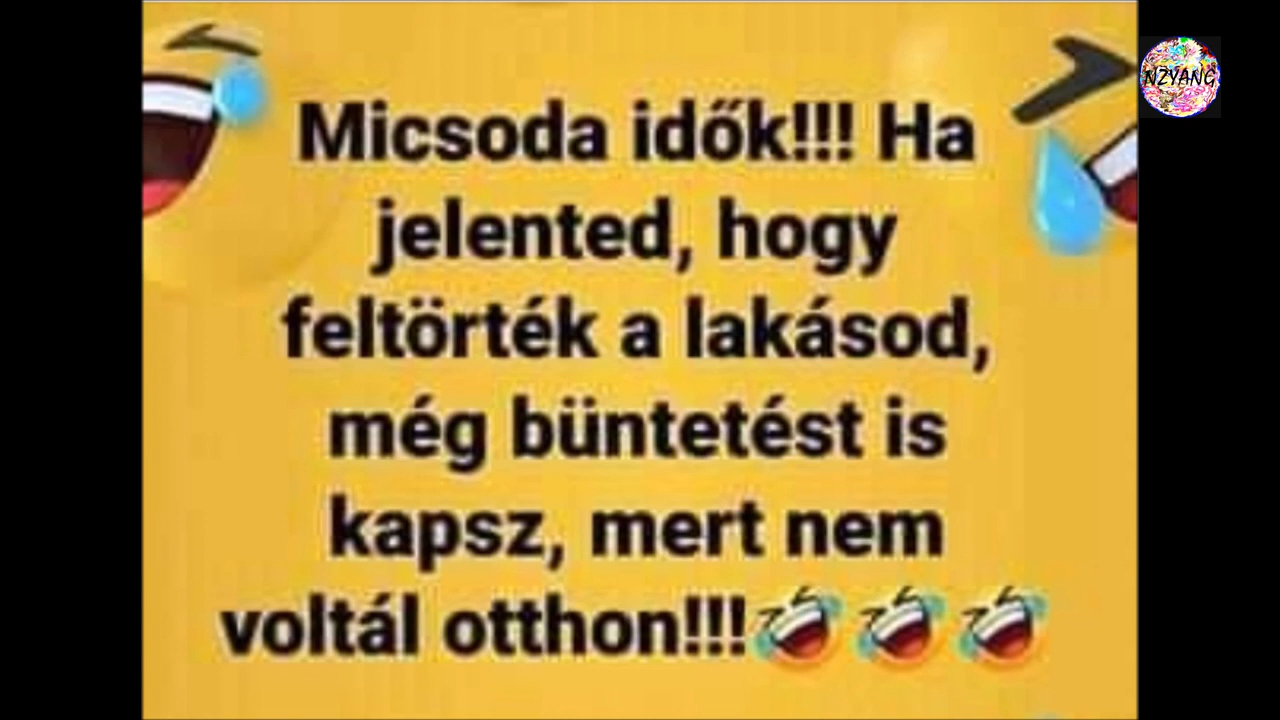 NZYANG
Micsoda idők!!! Ha
jelented, hogy
feltörték a lakásod,
még büntetést is
kapsz, mert nem
voltál otthon!!!🤣🤣🤣